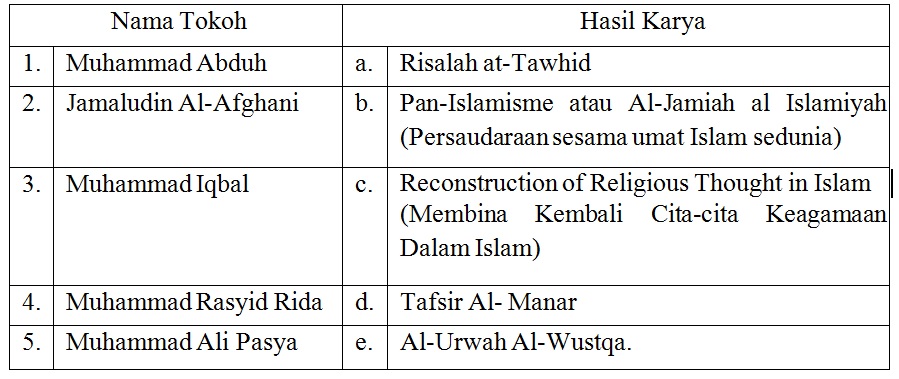 Nama Tokoh Hasil Karya
1. Muhammad Abduh a. Risalah at-Tawhid
2. Jamaludin Al-Afghani b. Pan-Islamisme atau Al-Jamiah al Islamiyah
(Persaudaraan sesama umat Islam sedunia)
3. Muhammad Iqbal c. Reconstruction of Religious Thought in Islam
(Membina Kembali Cita-cita Keagamaan
Dalam Islam)
4. Muhammad Rasyid Rida d. Tafsir Al- Manar
5. Muhammad Ali Pasya e. Al-Urwah Al-Wustqa.